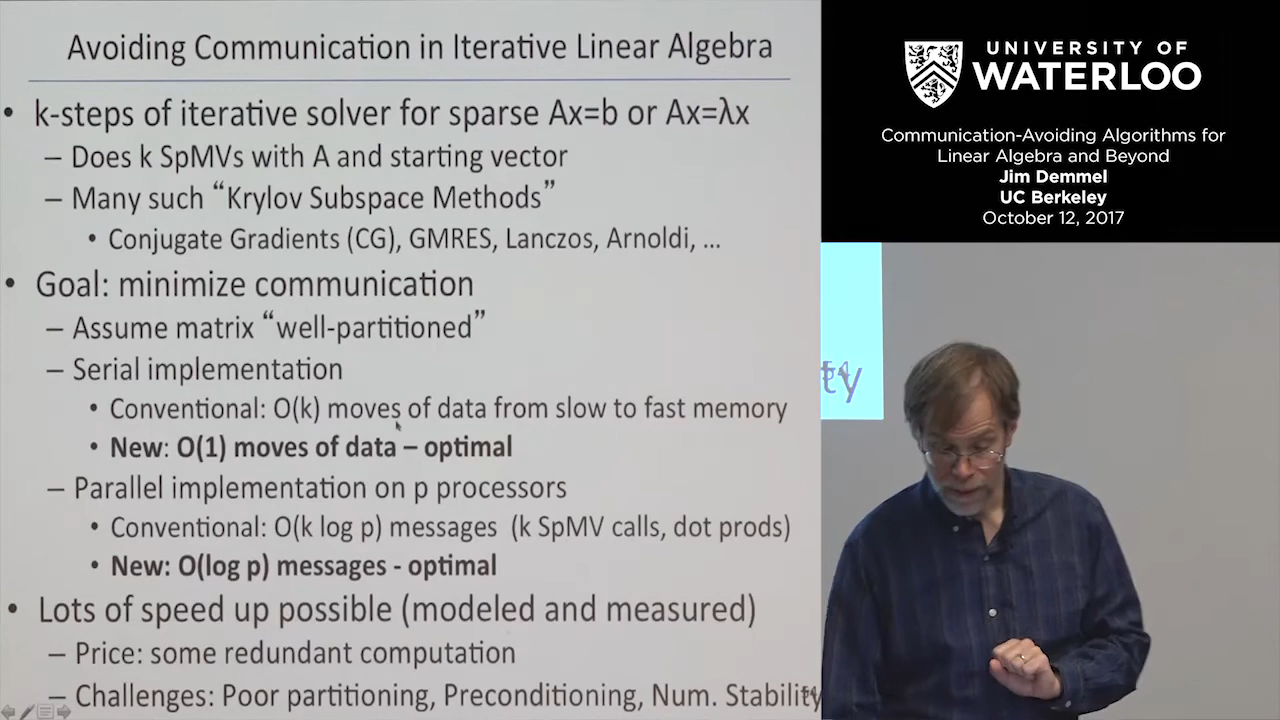 Avoiding Communication in Iterative Linear Algebra
• k-steps of iterative solver for sparse Ax=b or Ax=λx
– Does k SpMVs with A and starting vector
– Many such “Krylov Subspace Methods”
• Conjugate Gradients (CG), GMRES, Lanczos, Arnoldi, ...
• Goal: minimize communication
– Assume matrix “well-partitioned”
– Serial implementation
• Conventional: O(k) moves of data from slow to fast memory
• New: O(1) moves of data – optimal
– Parallel implementation on p processors
• Conventional: O(k log p) messages (k SpMV calls, dot prods)
• New: O(log p) messages - optimal
• Lots of speed up possible (modeled and measured)
– Price: some redundant computation
– Challenges: Poor partitioning, Preconditioning, Num. Stability
UNIVERSITY OF
WATERLOO
Communication-Avoiding Algorithms for
Linear Algebra and Beyond
Jim Demmel
UC Berkeley
October 12, 2017
ty